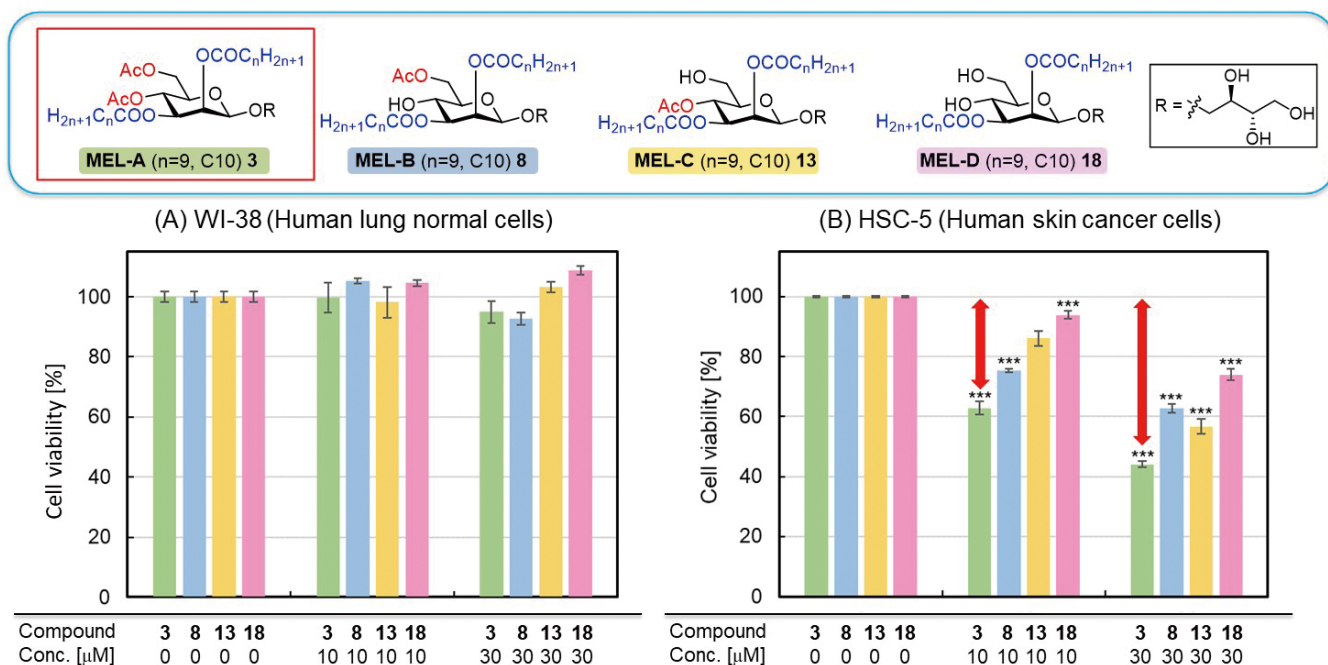 OCOCnH2n+1
AcO
AcO
H2n+1CnCOO
O
O
R
MEL-A (n=9, C10) 3
OCOCnH2n+1
AcO
HO
H2n+1CnCOO
O
O
R
MEL-B (n=9, C10) 8
OCOCnH2n+1
HO
AcO
H2n+1CnCOO
O
O
R
MEL-C (n=9, C10) 13
OCOCnH2n+1
HO
HO
H2n+1CnCOO
O
O
R
MEL-D (n=9, C10) 18
R =
OH
OH
OH
(A) WI-38 (Human lung normal cells)
Cell viability [%]
100
80
60
40
20
0
Compound 3 8 13 18 3 8 13 18 3 8 13 18
Conc. [μM] 0 0 0 0 10 10 10 10 30 30 30 30
(B) HSC-5 (Human skin cancer cells)
Cell viability [%]
100
80
60
40
20
0
***
***
***
***
***
***
***
Compound 3 8 13 18 3 8 13 18 3 8 13 18
Conc. [μM] 0 0 0 0 10 10 10 10 30 30 30 30